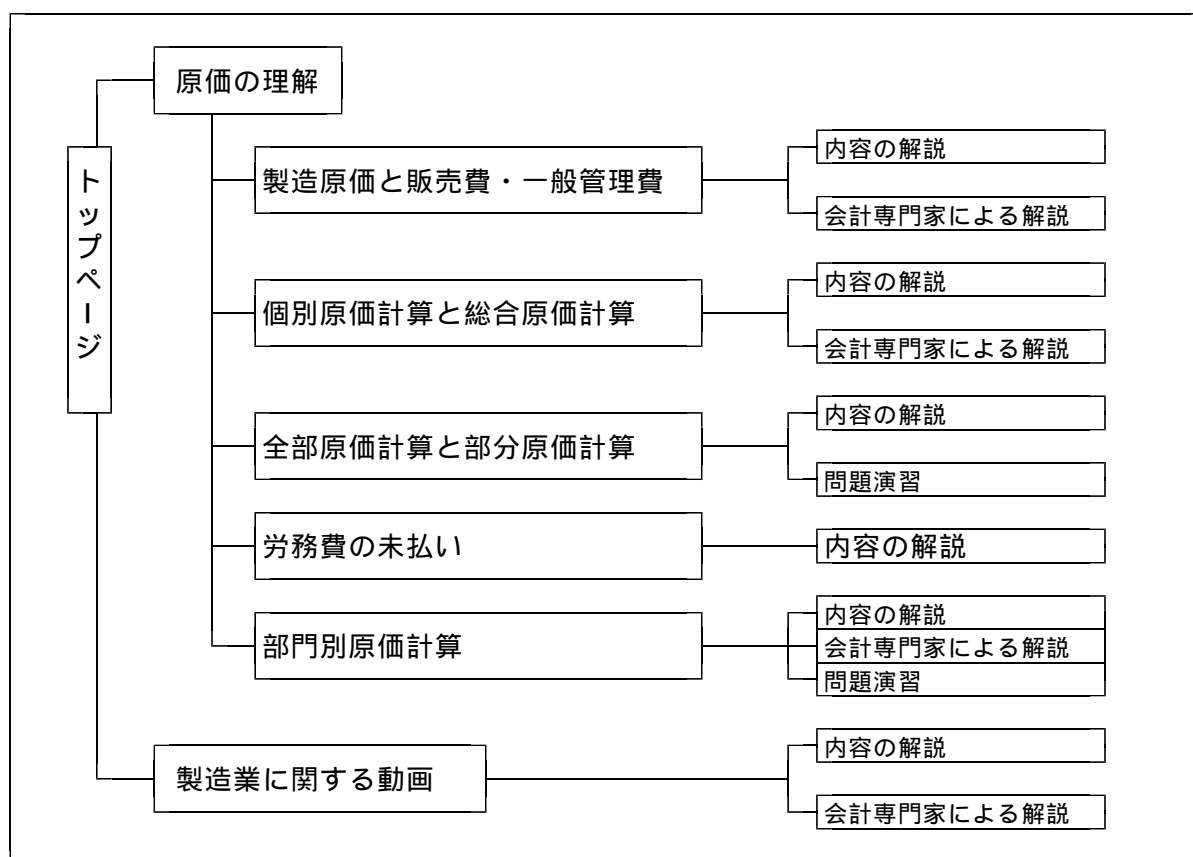 原価の理解
トップページ
製造原価と販売費・一般管理費
内容の解説
会計専門家による解説
個別原価計算と総合原価計算
内容の解説
会計専門家による解説
全部原価計算と部分原価計算
内容の解説
問題演習
労務費の未払い
内容の解説
部門別原価計算
内容の解説
会計専門家による解説
問題演習
製造業に関する動画
内容の解説
会計専門家による解説